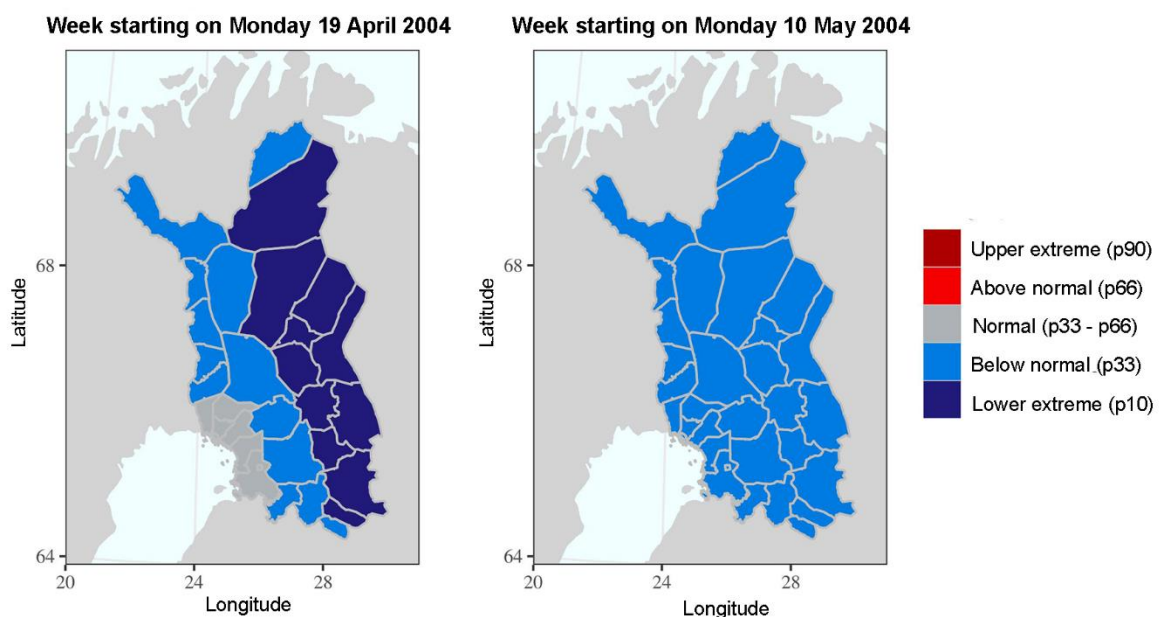 Week starting on Monday 19 April 2004
Week starting on Monday 10 May 2004
Latitude
68
64
20
24
28
Longitude
Latitude
68
64
20
24
28
Longitude
Upper extreme (p90)
Above normal (p66)
Normal (p33 - p66)
Below normal (p33)
Lower extreme (p10)